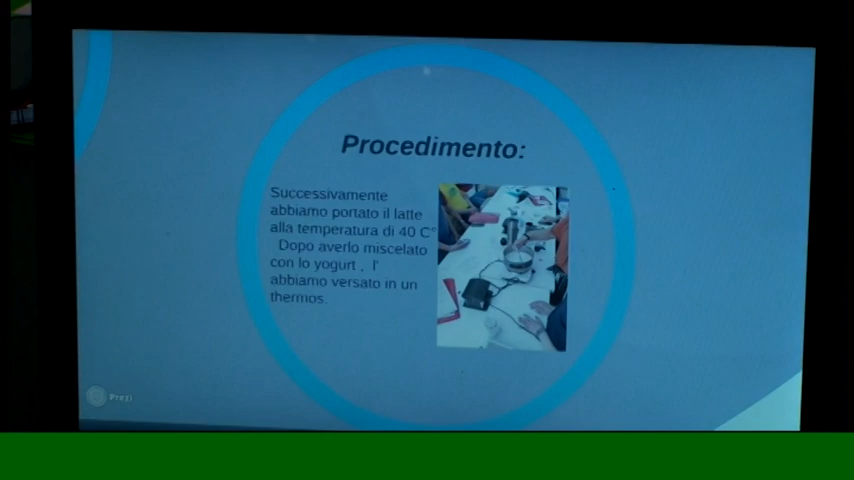 Procedimento:
Successivamente
abbiamo portato il latte
alla temperatura di 40 C°
Dopo averlo miscelato
con lo yogurt , l'
abbiamo versato in un
thermos.
Prezi